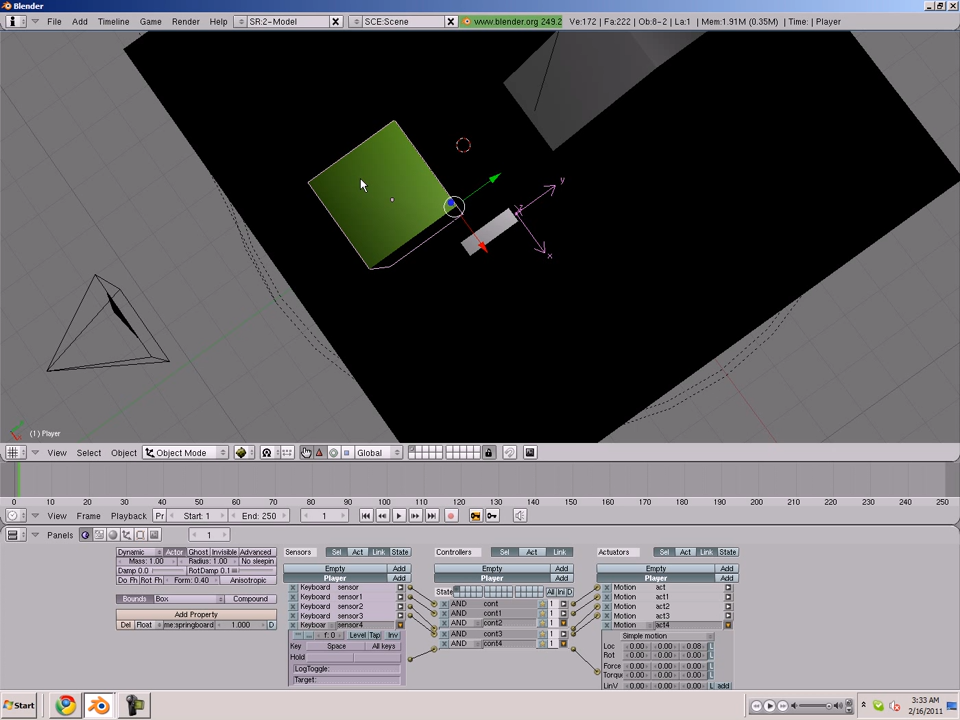 Blender
File Add Timeline Game Render Help SR:2-Model SCE:Scene www.blender.org 249.2 Ve:172 | Fa:222 | Ob:8-2 | La:1 | Mem:1.91M (0.35M) | Time: | Player
y
z
x
(1) Player
View Select Object Object Mode Global
0 10 20 30 40 50 60 70 80 90 100 110 120 130 140 150 160 170 180 190 200 210 220 230 240 250
View Frame Playback Pr Start: 1 End: 250 1
Panels 1
Dynamic Actor Ghost Invisible Advanced
Mass: 1.00 Radius: 1.00 No sleepin
Damp 0.0 RotDamp 0.1
Do Fh Rot Fh Form: 0.40 Anisotropic
Bounds Box Compound
Add Property
Del Float me:springboard 1.000 D
Sensors Sel Act Link State
Empty Add
Player Add
Keyboard sensor
Keyboard sensor1
Keyboard sensor2
Keyboard sensor3
Keyboar sensor4
f: 0 Level Tap Inv
Key Space All keys
Hold
LogToggle:
Target:
Controllers Sel Act Link
Empty Add
Player Add
State All Ini D
AND cont 1
AND cont1 1
AND cont2 1
AND cont3 1
AND cont4 1
Actuators Sel Act Link State
Empty Add
Player Add
Motion act
Motion act1
Motion act2
Motion act3
Motion act4
Simple motion
Loc 0.00 0.00 0.08 L
Rot 0.00 0.00 0.00 L
Force 0.00 0.00 0.00 L
Torqu 0.00 0.00 0.00 L
LinV 0.00 0.00 0.00 L add
Start 3:33 AM
2/16/2011